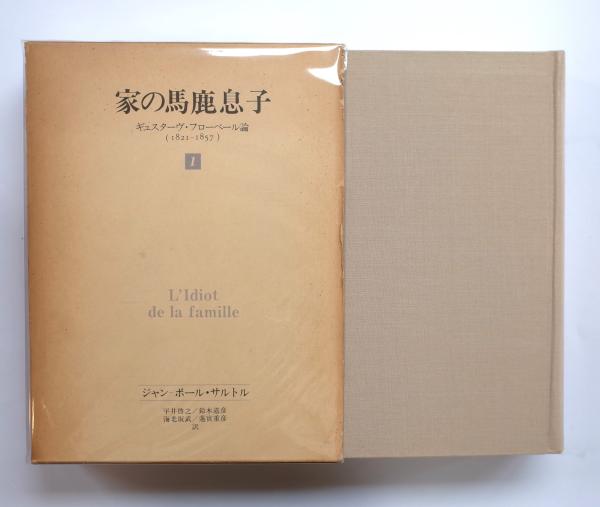 家の馬鹿息子
ギュスターヴ・フローベール論
(1821-1857)
1
L'Idiot
de la famille
ジャン-ポール・サルトル
平井啓之/鈴木道彦
海老坂武/蓮實重彦
訳